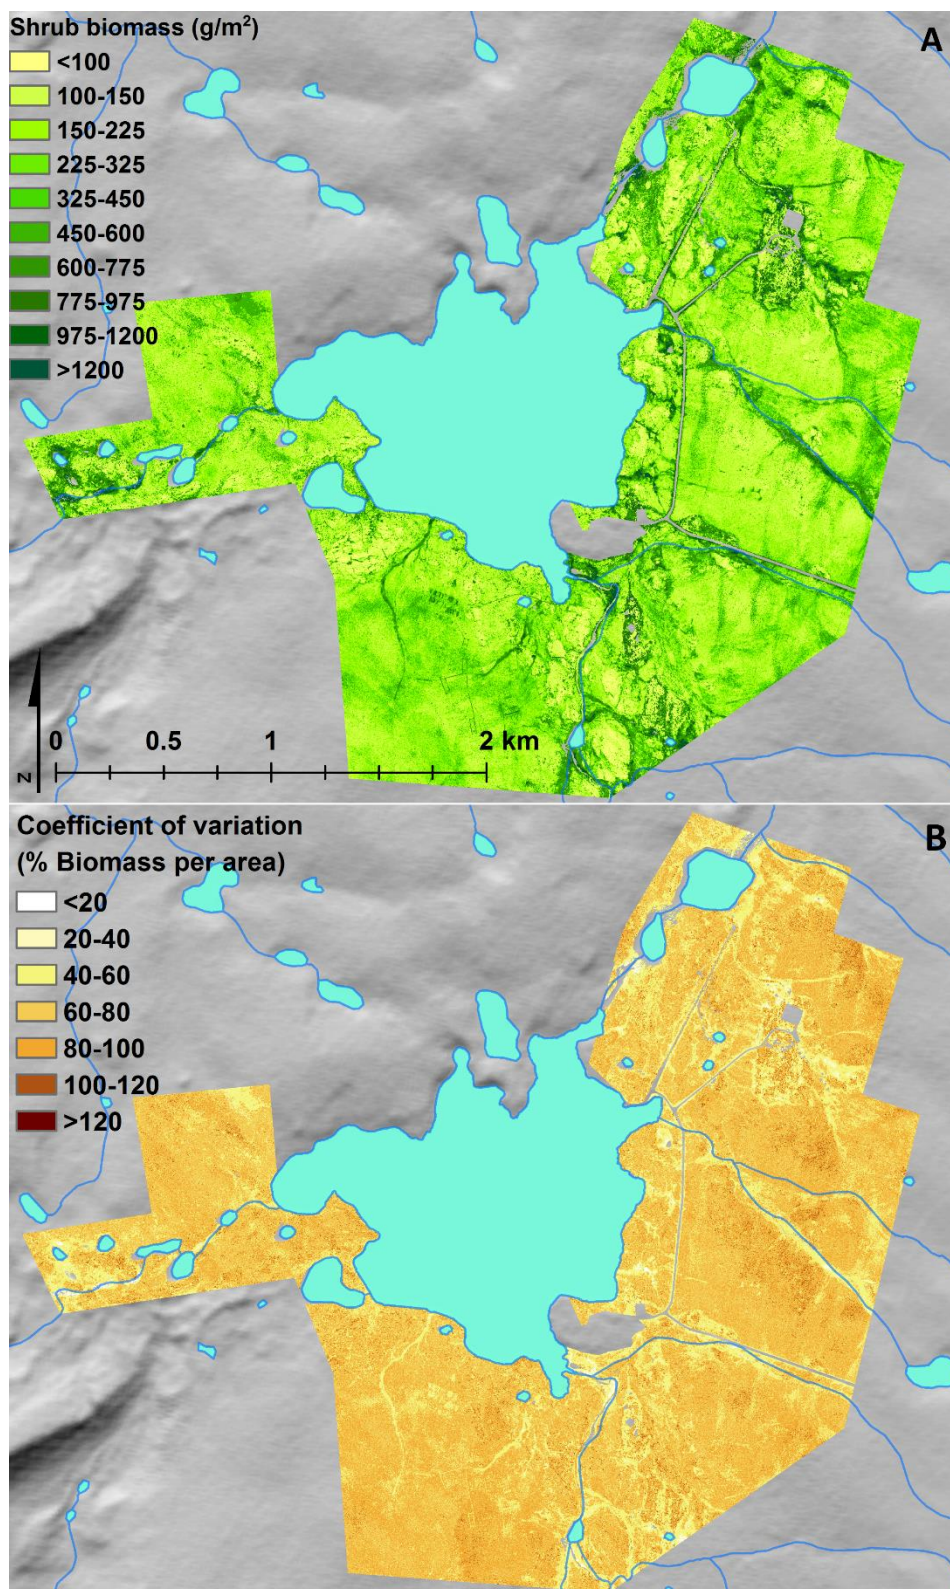 Shrub biomass (g/m²)
A
<100
100-150
150-225
225-325
325-450
450-600
600-775
775-975
975-1200
>1200
0 0.5 1 2 km
N
Coefficient of variation
B
(% Biomass per area)
<20
20-40
40-60
60-80
80-100
100-120
>120